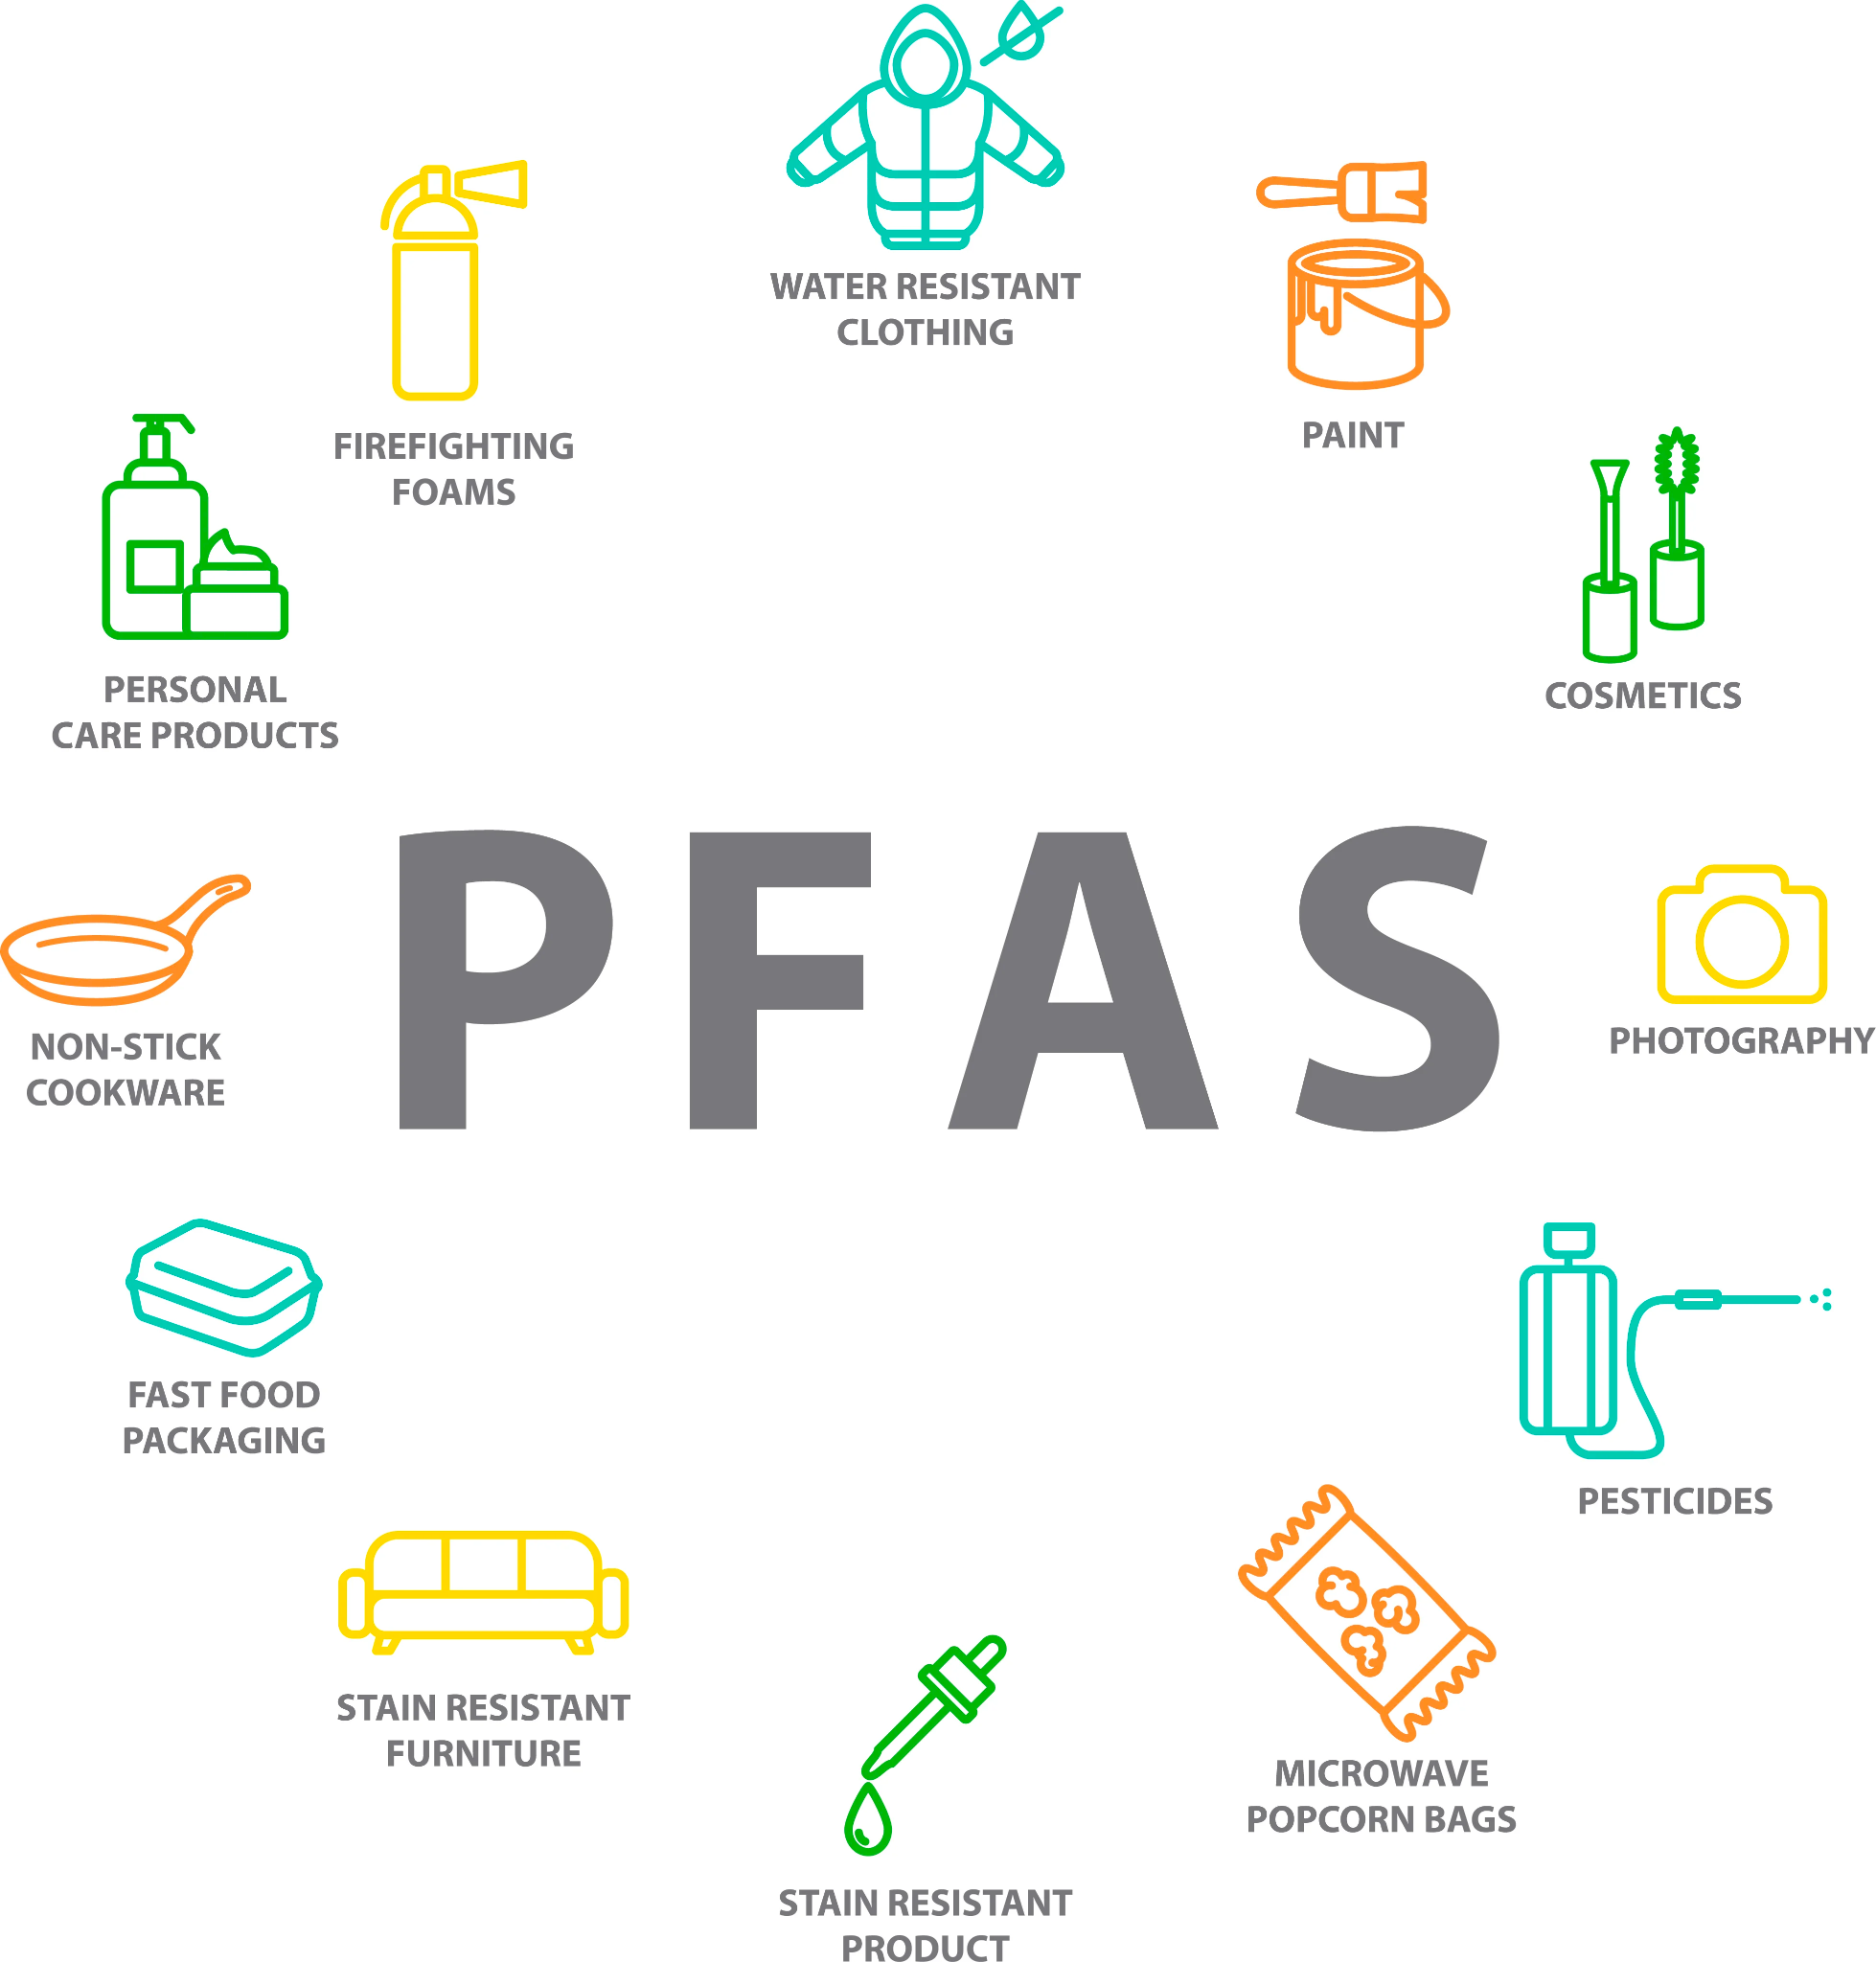 WATER RESISTANT
CLOTHING
PAINT
FIREFIGHTING
FOAMS
PERSONAL
CARE PRODUCTS
COSMETICS
PFAS
NON-STICK
COOKWARE
PHOTOGRAPHY
FAST FOOD
PACKAGING
PESTICIDES
STAIN RESISTANT
FURNITURE
MICROWAVE
POPCORN BAGS
STAIN RESISTANT
PRODUCT